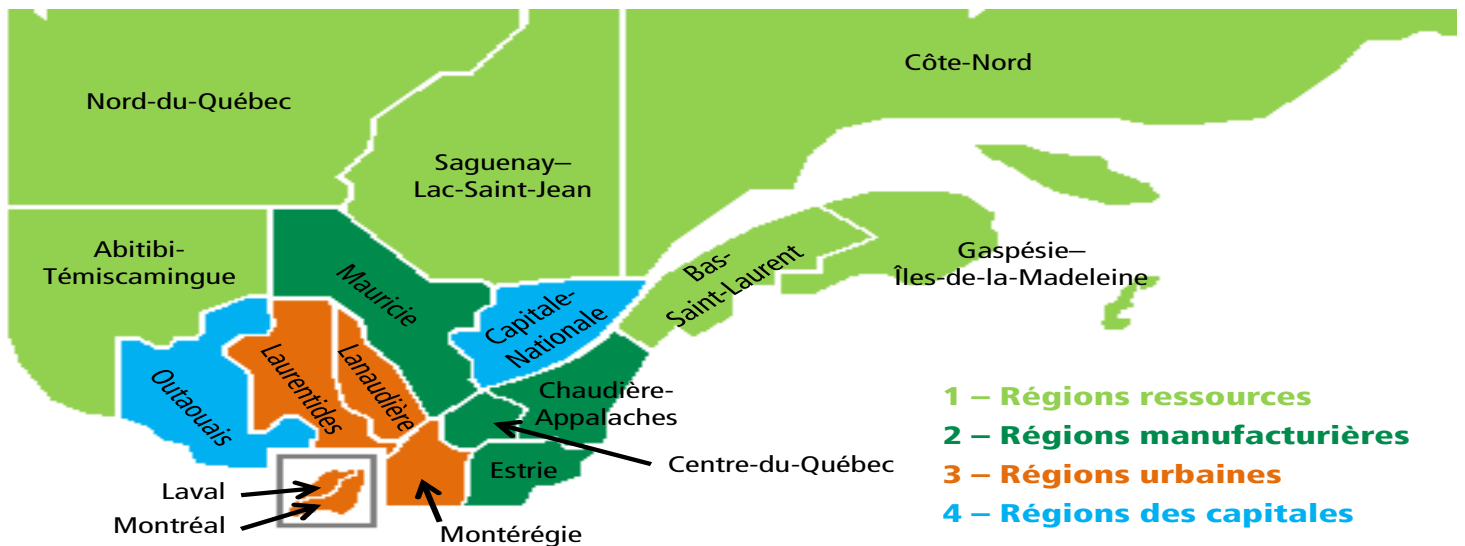 Côte-Nord
Nord-du-Québec
Saguenay–
Lac-Saint-Jean
Abitibi-
Témiscamingue
Mauricie
Capitale-
Nationale
Bas-
Saint-Laurent
Gaspésie–
Îles-de-la-Madeleine
Outaouais
Laurentides
Lanaudière
Chaudière-
Appalaches
Estrie
Centre-du-Québec
Laval
Montréal
Montérégie
1 – Régions ressources
2 – Régions manufacturières
3 – Régions urbaines
4 – Régions des capitales